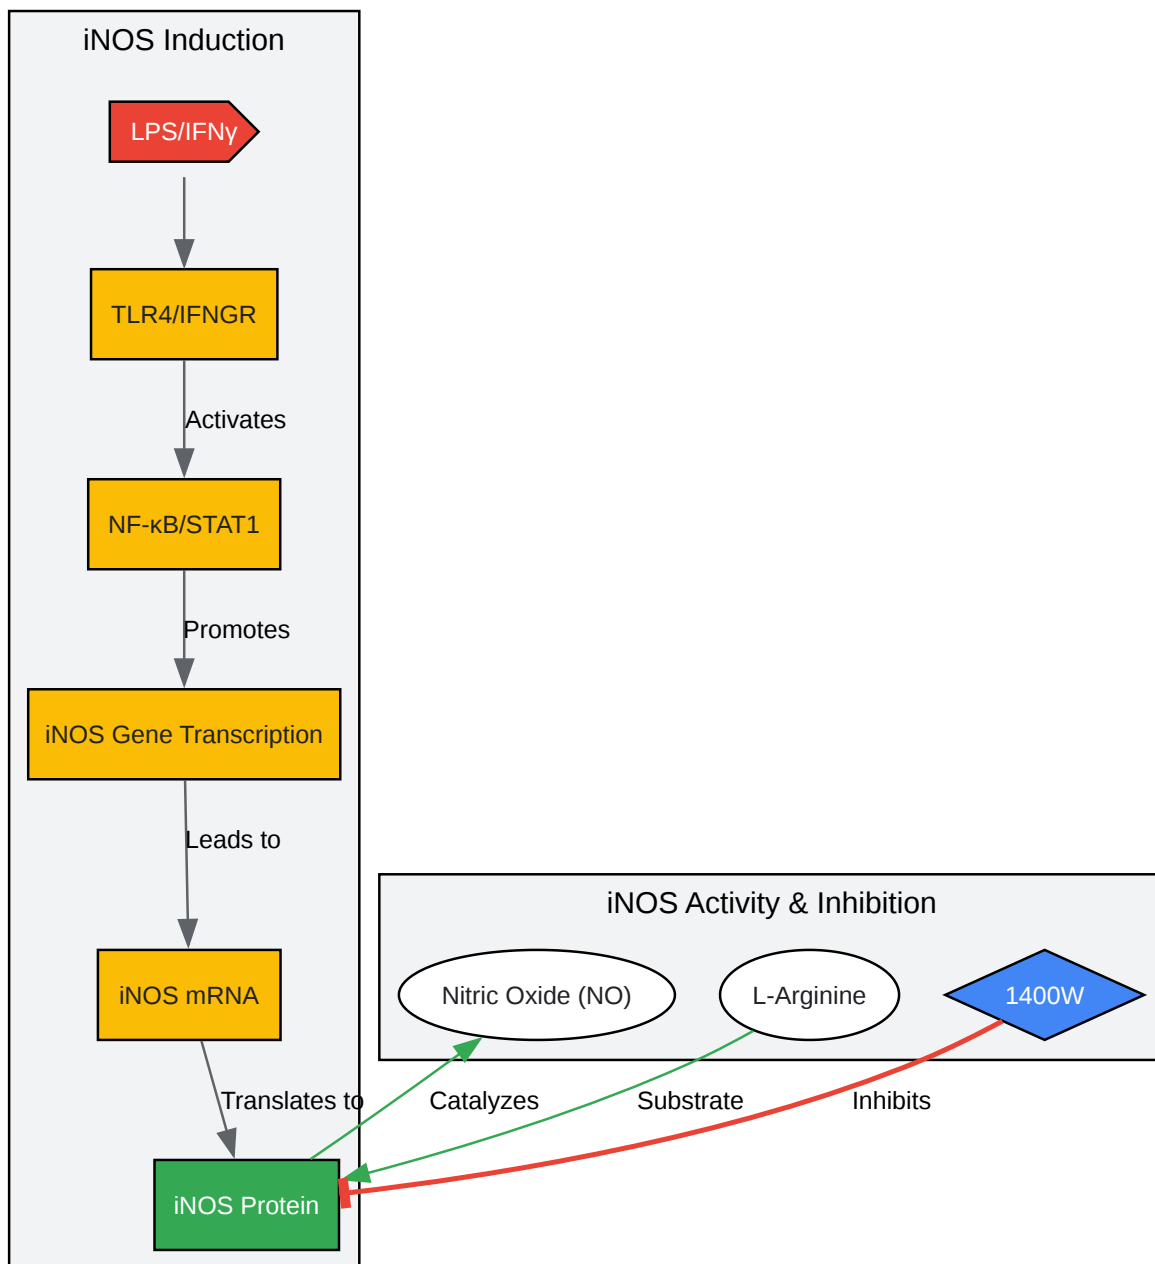 iNOS Induction
LPS/IFNγ
TLR4/IFNGR
Activates
NF-κB/STAT1
Promotes
iNOS Gene Transcription
Leads to
iNOS mRNA
Translates to
iNOS Protein
iNOS Activity & Inhibition
Nitric Oxide (NO)
L-Arginine
1400W
Catalyzes
Substrate
Inhibits